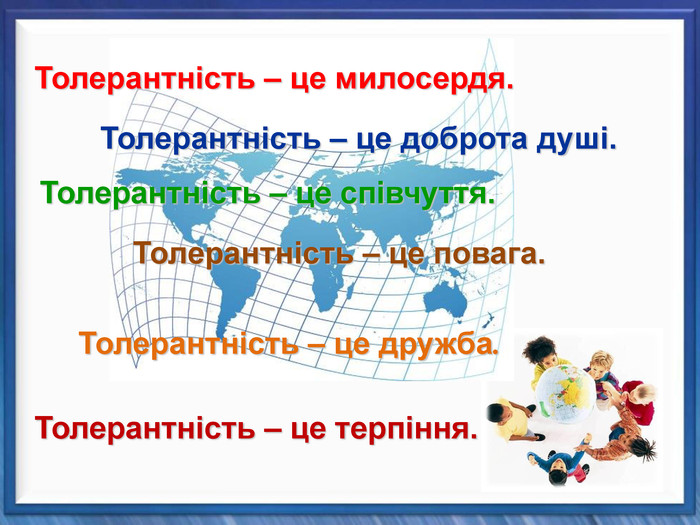 Толерантність – це милосердя.
Толерантність – це доброта душі.
Толерантність – це співчуття.
Толерантність – це повага.
Толерантність – це дружба.
Толерантність – це терпіння.